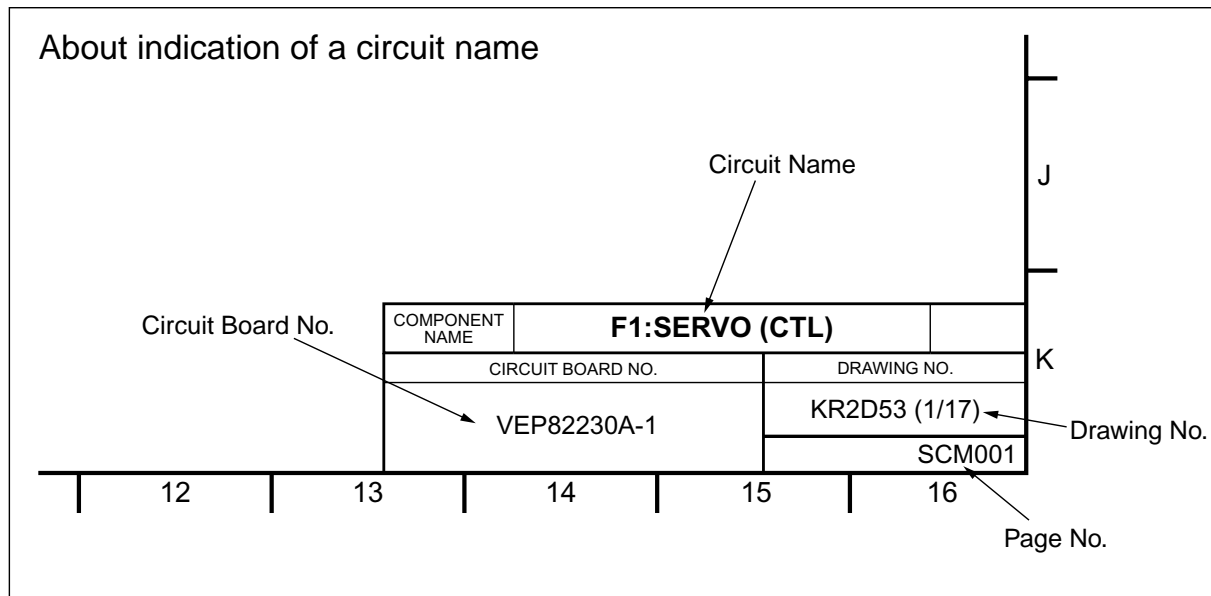 About indication of a circuit name
Circuit Name
J
Circuit Board No.
COMPONENT
NAME
F1:SERVO (CTL)
K
CIRCUIT BOARD NO.
DRAWING NO.
VEP82230A-1
KR2D53 (1/17)
Drawing No.
SCM001
12
13
14
15
16
Page No.